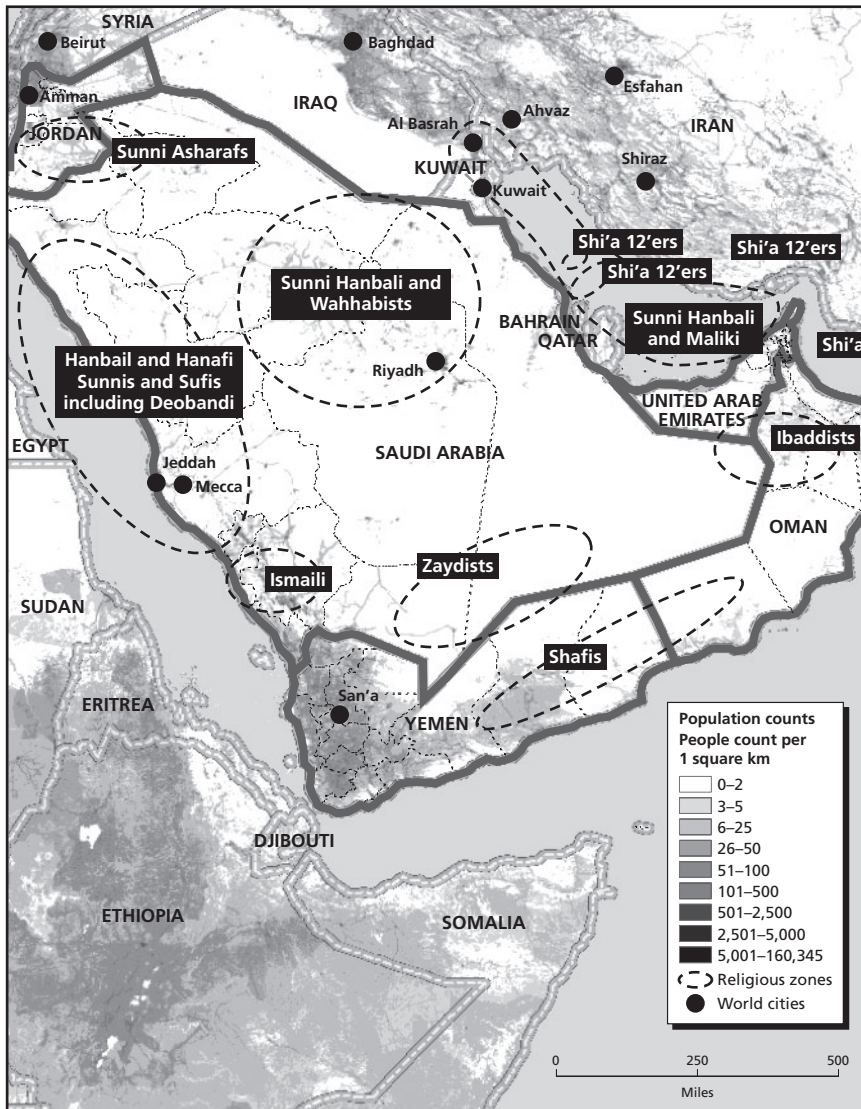 SYRIA
Beirut
Baghdad
Esfahan
Amman
IRAQ
Ahvaz
Al Basrah
IRAN
JORDAN
Sunni Asharafs
KUWAIT
Shiraz
Kuwait
Shi'a 12'ers
Shi'a 12'ers
Shi'a 12'ers
Sunni Hanbali and
Wahhabists
Sunni Hanbali
and Maliki
BAHRAIN
QATAR
Hanbail and Hanafi
Sunnis and Sufis
including Deobandi
Riyadh
Shi'a
UNITED ARAB
EMIRATES
EGYPT
Ibaddists
SAUDI ARABIA
Jeddah
Mecca
OMAN
Zaydists
Ismaili
SUDAN
Shafis
ERITREA
San'a
YEMEN
DJIBOUTI
ETHIOPIA
SOMALIA
Population counts
People count per
1 square km
0–2
3–5
6–25
26–50
51–100
101–500
501–2,500
2,501–5,000
5,001–160,345
Religious zones
World cities
0 250 500
Miles